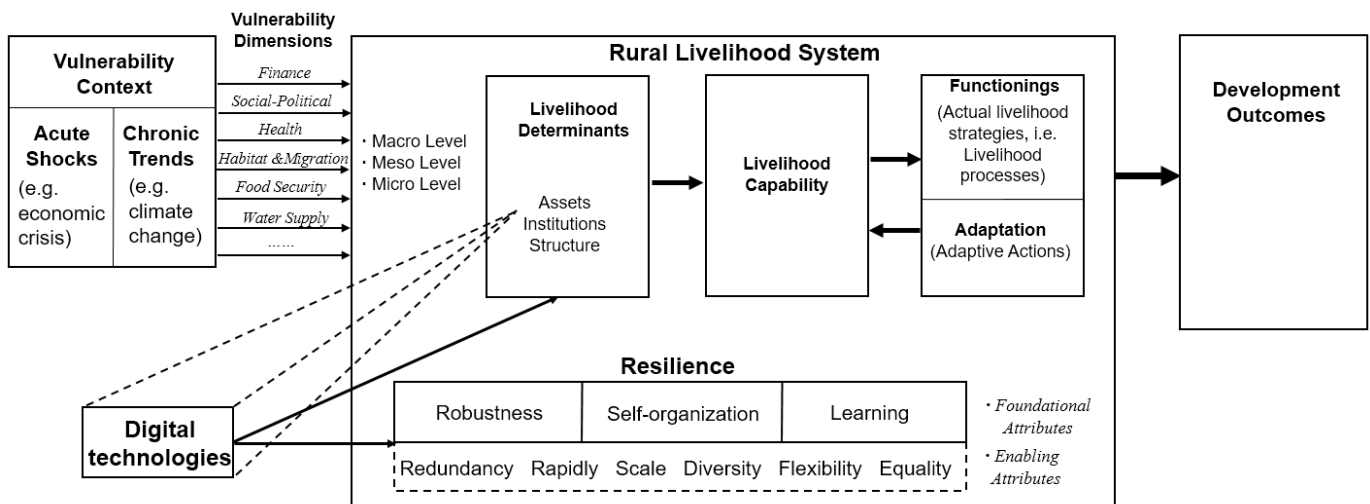 Vulnerability
Context
Acute
Shocks
(e.g.
economic
crisis)
Chronic
Trends
(e.g.
climate
change)
Vulnerability
Dimensions
Finance
Social-Political
Health
Habitat &Migration
Food Security
Water Supply
……
Rural Livelihood System
· Macro Level
· Meso Level
· Micro Level
Livelihood
Determinants
Assets
Institutions
Structure
Livelihood
Capability
Functionings
(Actual livelihood
strategies, i.e.
Livelihood
processes)
Adaptation
(Adaptive Actions)
Development
Outcomes
Digital
technologies
Resilience
Robustness
Self-organization
Learning
Redundancy Rapidly Scale Diversity Flexibility Equality
· Foundational
Attributes
· Enabling
Attributes